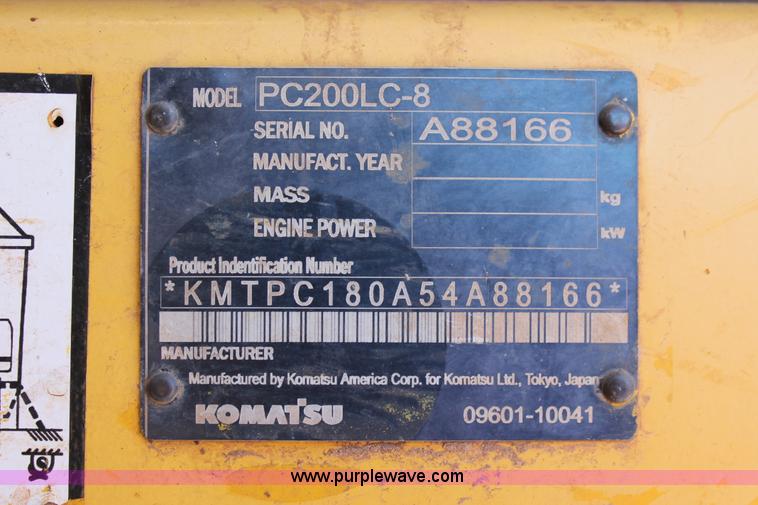 MODEL PC200LC-8
SERIAL NO. A88166
MANUFACT. YEAR
MASS kg
ENGINE POWER kW
Product Indentification Number
*KMTPC180A54A88166*
MANUFACTURER
Manufactured by Komatsu America Corp. for Komatsu Ltd., Tokyo, Japan
KOMATSU 09601-10041
www.purplewave.com